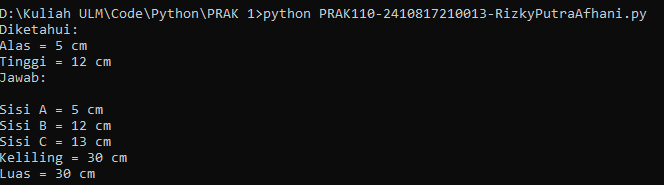 D:\Kuliah ULM\Code\Python\PRAK 1>python PRAK110-2410817210013-RizkyPutraAfhani.py
Diketahui:
Alas = 5 cm
Tinggi = 12 cm
Jawab:
Sisi A = 5 cm
Sisi B = 12 cm
Sisi C = 13 cm
Keliling = 30 cm
Luas = 30 cm